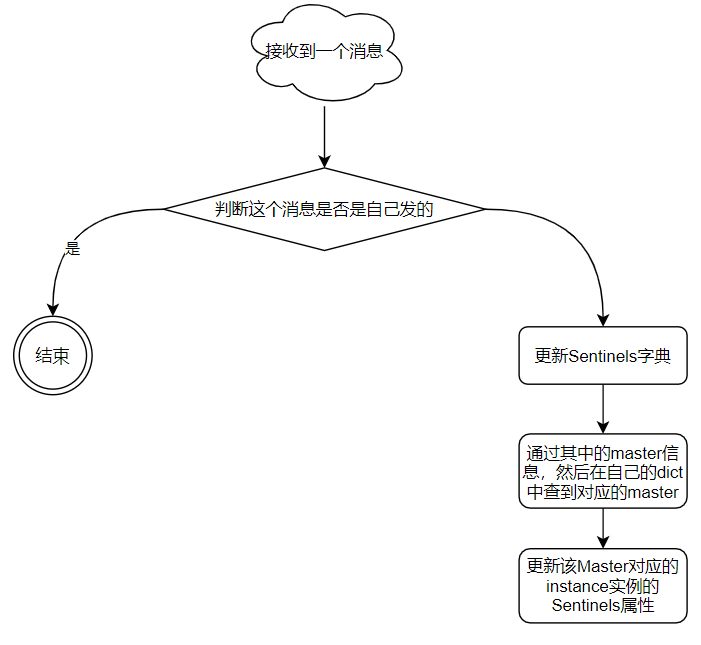 接收到一个消息
判断这个消息是否是自己发的
是
结束
更新Sentinels字典
通过其中的master信
息，然后在自己的dict
中查到对应的master
更新该Master对应的
instance实例的
Sentinels属性